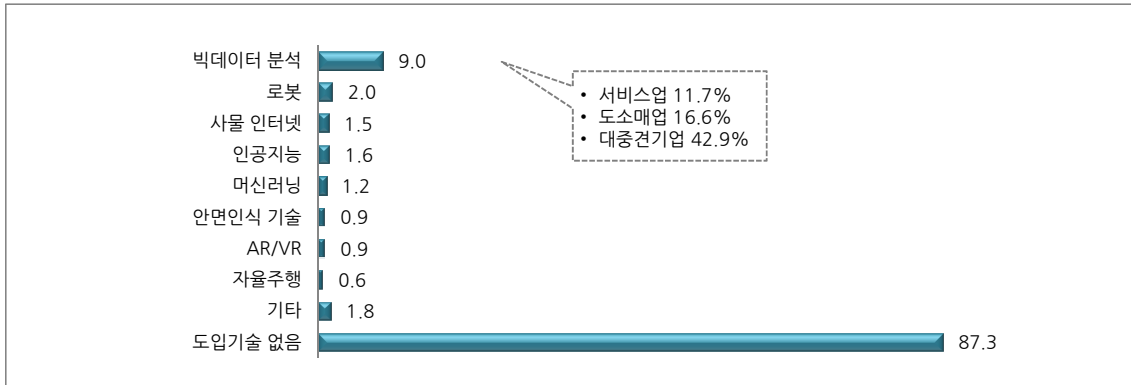 빅데이터 분석 9.0
로봇 2.0
사물 인터넷 1.5
인공지능 1.6
머신러닝 1.2
안면인식 기술 0.9
AR/VR 0.9
자율주행 0.6
기타 1.8
도입기술 없음 87.3
• 서비스업 11.7%
• 도소매업 16.6%
• 대중견기업 42.9%